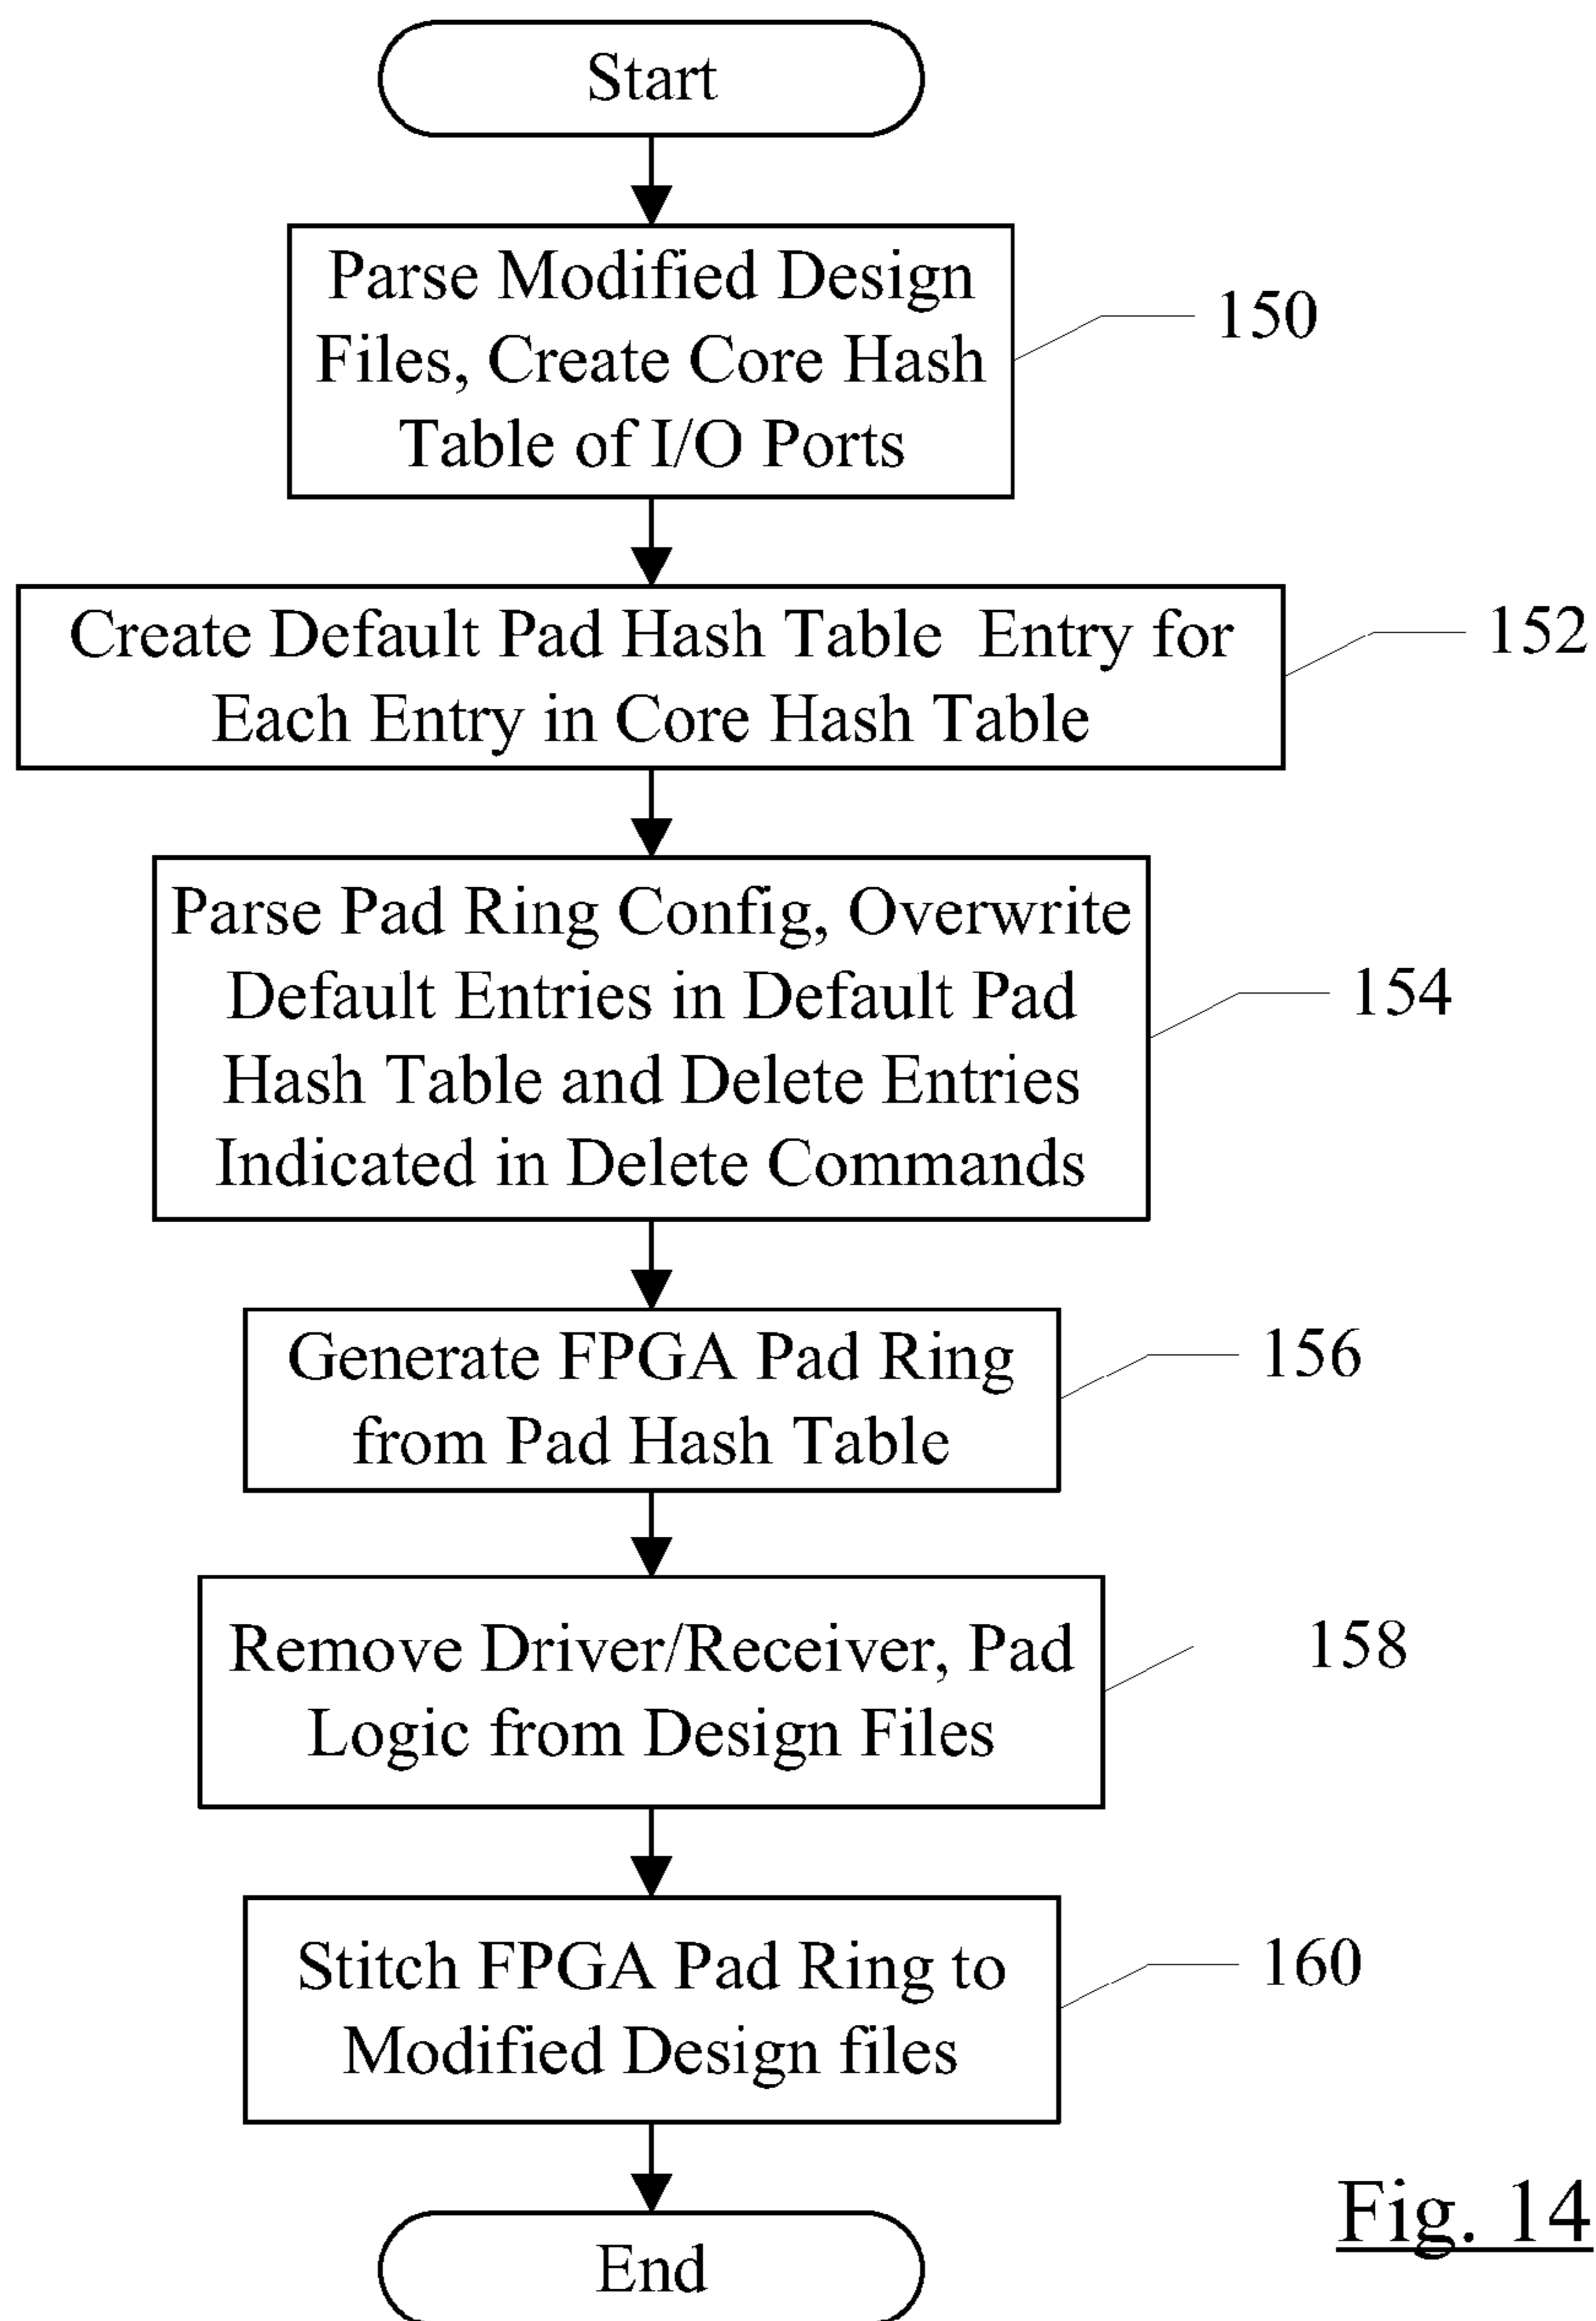 Start
Parse Modified Design
Files, Create Core Hash
Table of I/O Ports
150
Create Default Pad Hash Table Entry for
Each Entry in Core Hash Table
152
Parse Pad Ring Config, Overwrite
Default Entries in Default Pad
Hash Table and Delete Entries
Indicated in Delete Commands
154
Generate FPGA Pad Ring
from Pad Hash Table
156
Remove Driver/Receiver, Pad
Logic from Design Files
158
Stitch FPGA Pad Ring to
Modified Design files
160
End
Fig. 14